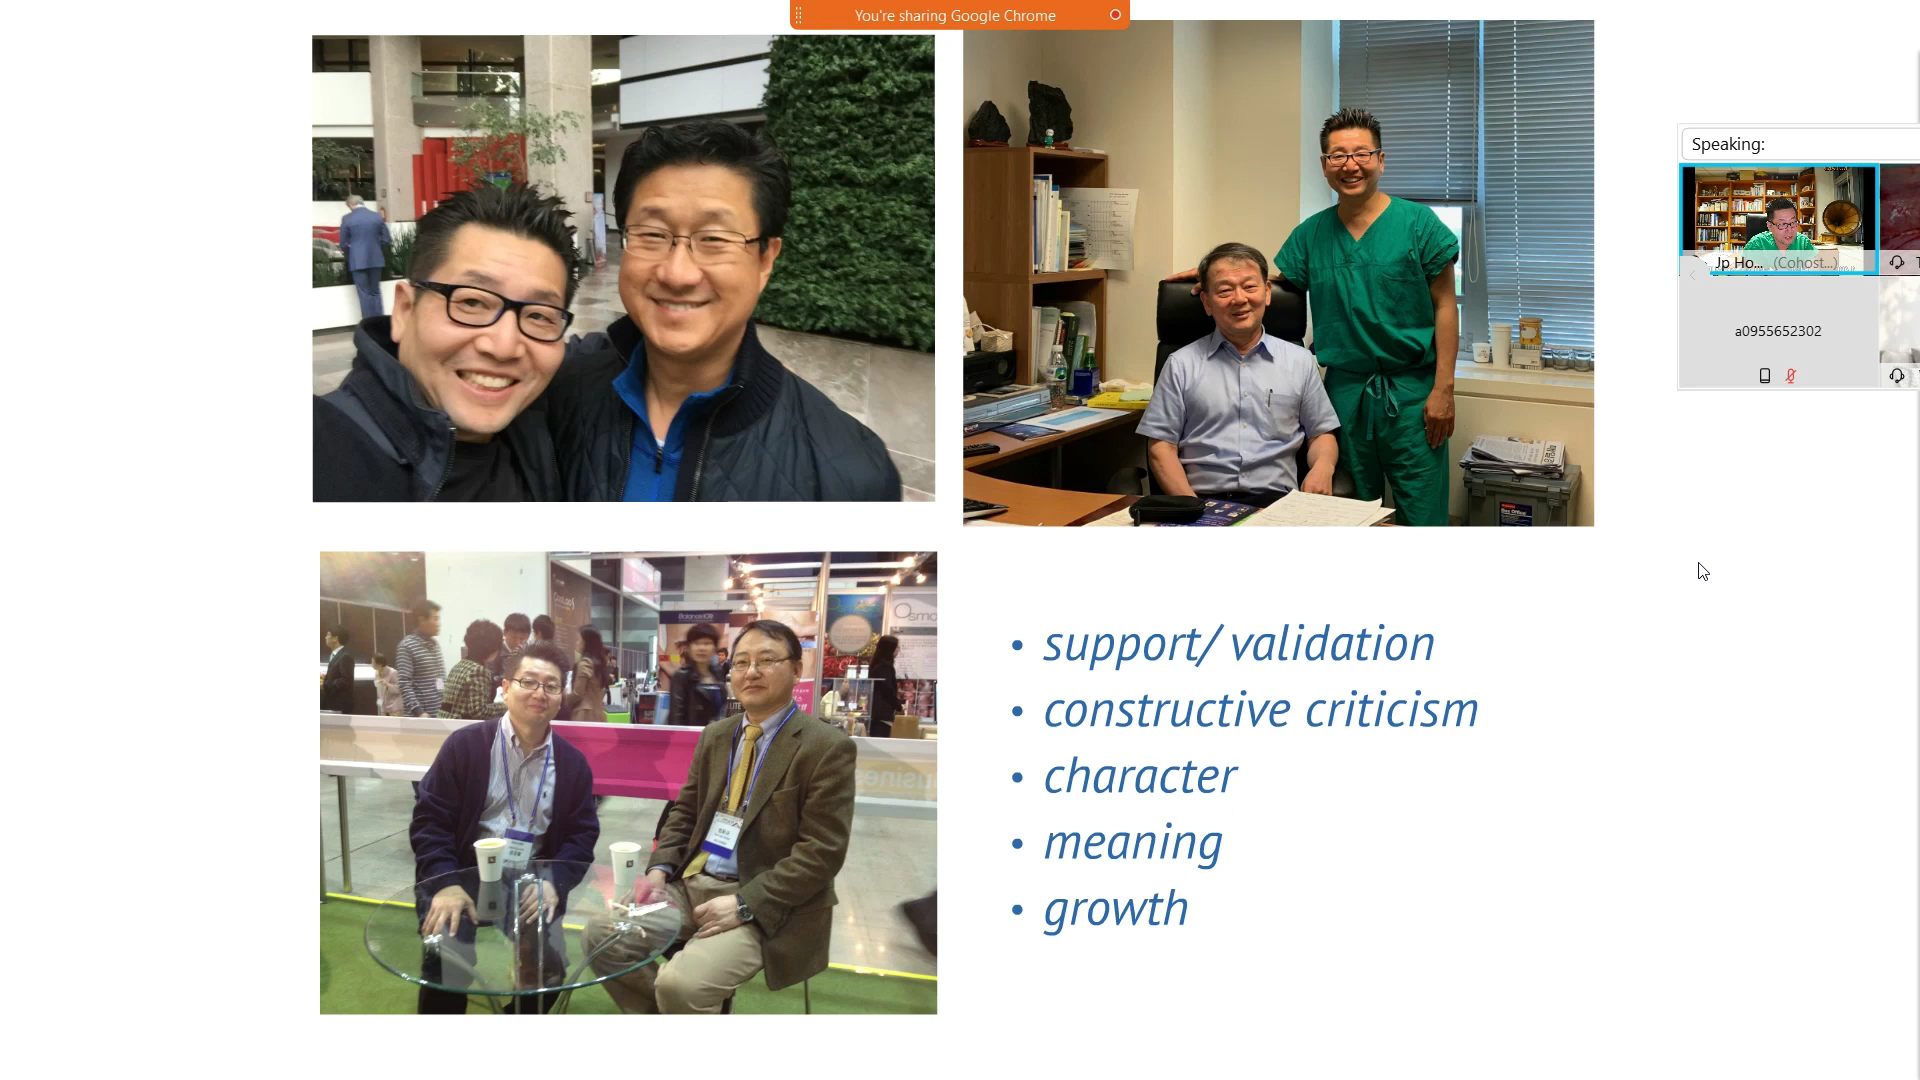 You're sharing Google Chrome
Speaking:
Jp Ho... (Cohost...)
a0955652302
• support/ validation
• constructive criticism
• character
• meaning
• growth